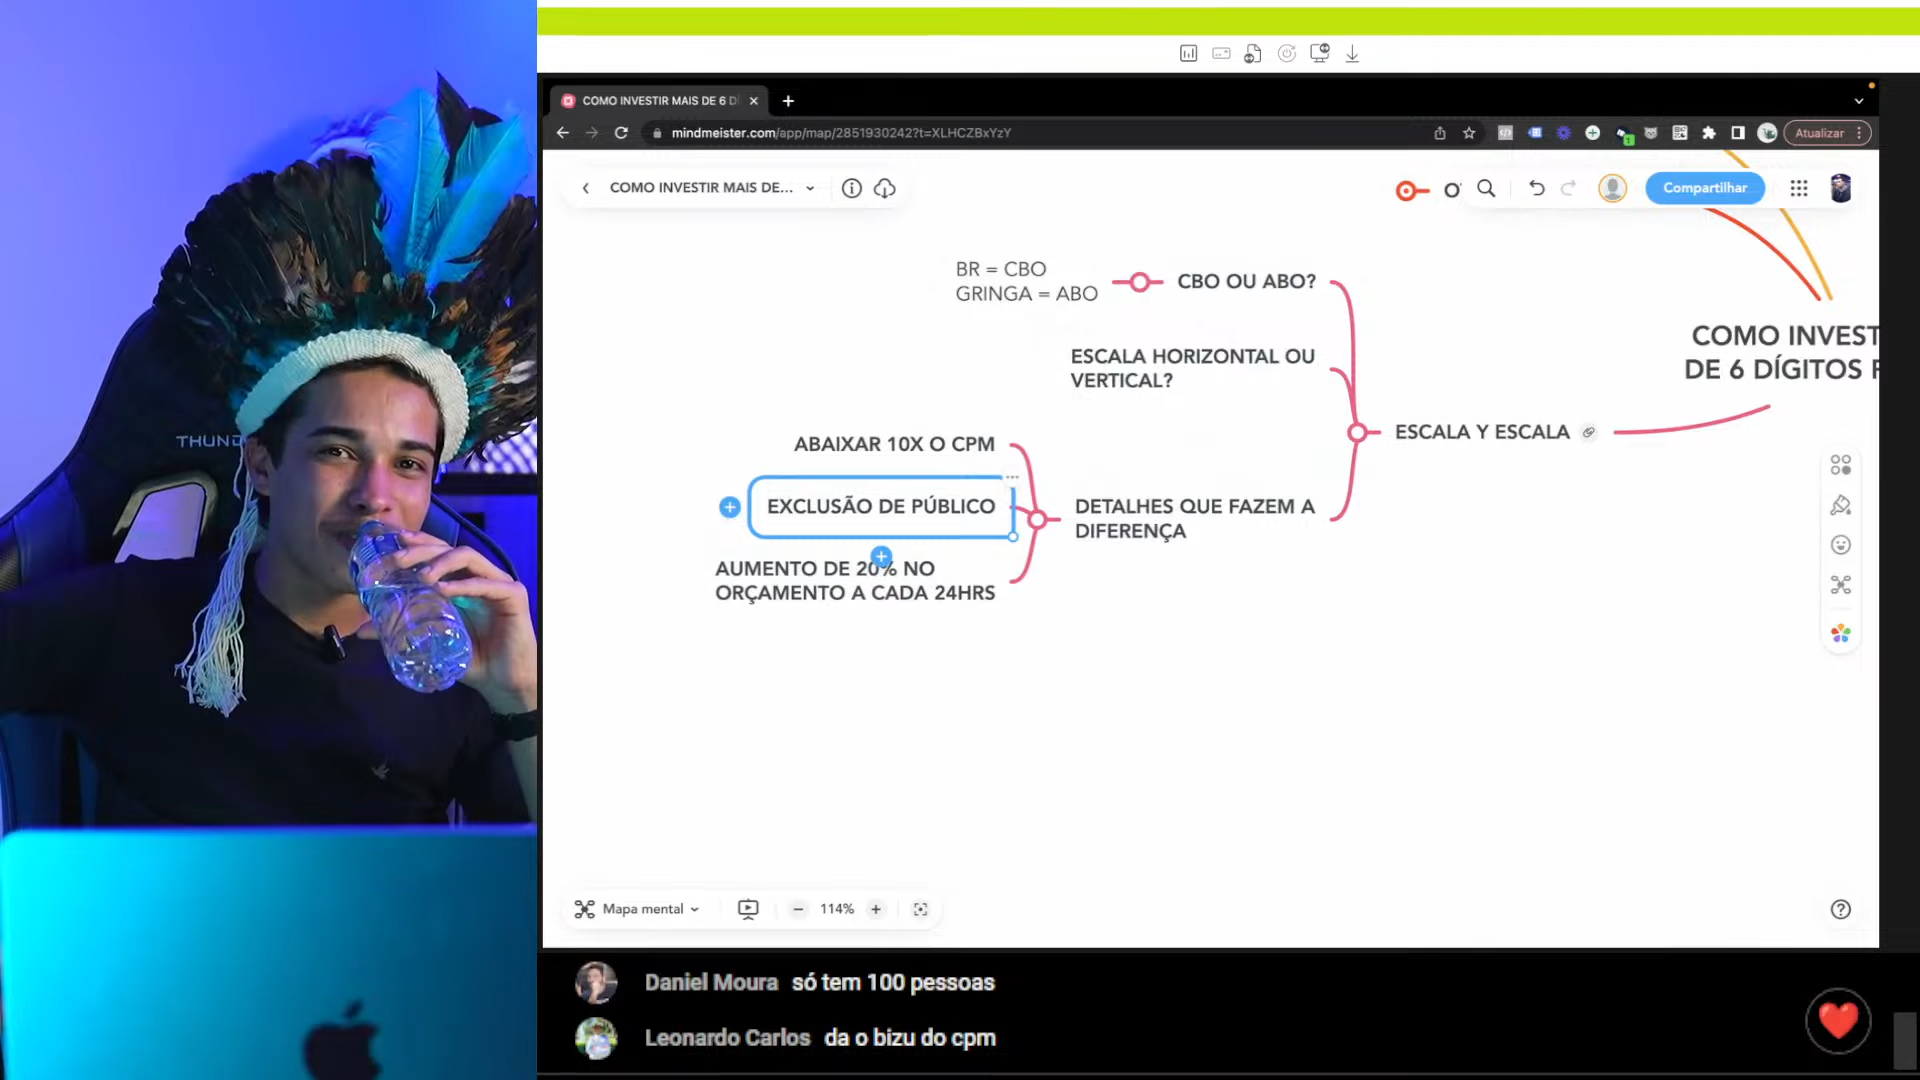 THUND
COMO INVESTIR MAIS DE 6 D
mindmeister.com/app/map/2851930242?t=XLHCZBxYzY
Atualizar
COMO INVESTIR MAIS DE...
O
Compartilhar
BR = CBO
GRINGA = ABO
CBO OU ABO?
ESCALA HORIZONTAL OU
VERTICAL?
COMO INVEST
DE 6 DÍGITOS
ESCALA Y ESCALA
ABAIXAR 10X O CPM
EXCLUSÃO DE PÚBLICO
DETALHES QUE FAZEM A
DIFERENÇA
AUMENTO DE 20% NO
ORÇAMENTO A CADA 24HRS
Mapa mental
114%
Daniel Moura só tem 100 pessoas
Leonardo Carlos da o bizu do cpm